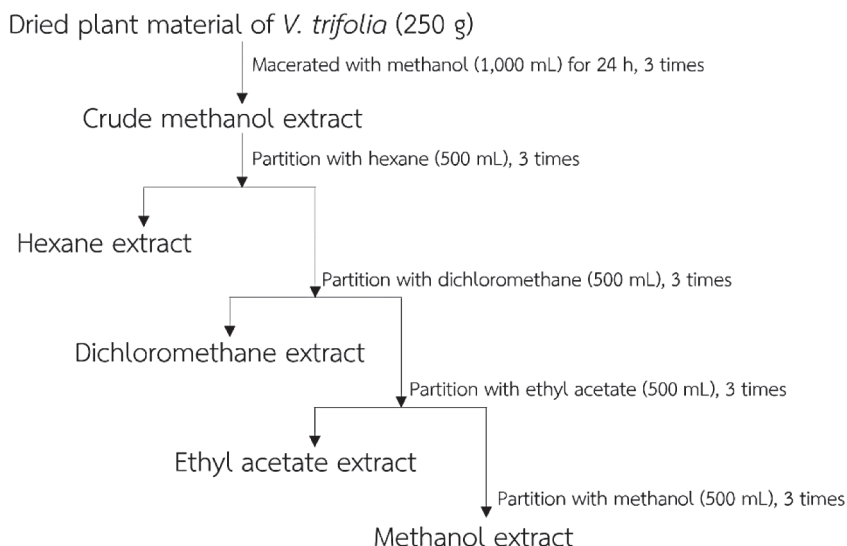 Dried plant material of V. trifolia (250 g)
Macerated with methanol (1,000 mL) for 24 h, 3 times
Crude methanol extract
Partition with hexane (500 mL), 3 times
Hexane extract
Partition with dichloromethane (500 mL), 3 times
Dichloromethane extract
Partition with ethyl acetate (500 mL), 3 times
Ethyl acetate extract
Partition with methanol (500 mL), 3 times
Methanol extract